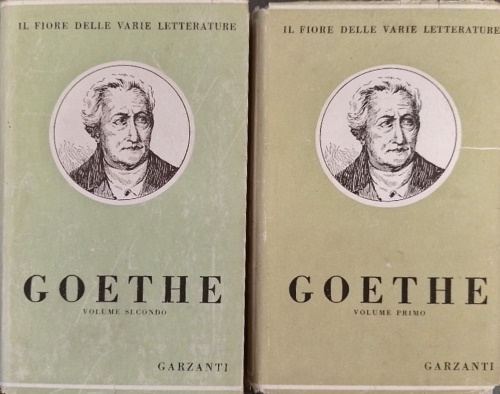 IL FIORE DELLE VARIE LETTERATURE
GOETHE
VOLUME SECONDO
GARZANTI
IL FIORE DELLE VARIE LETTERATURE
GOETHE
VOLUME PRIMO
GARZANTI